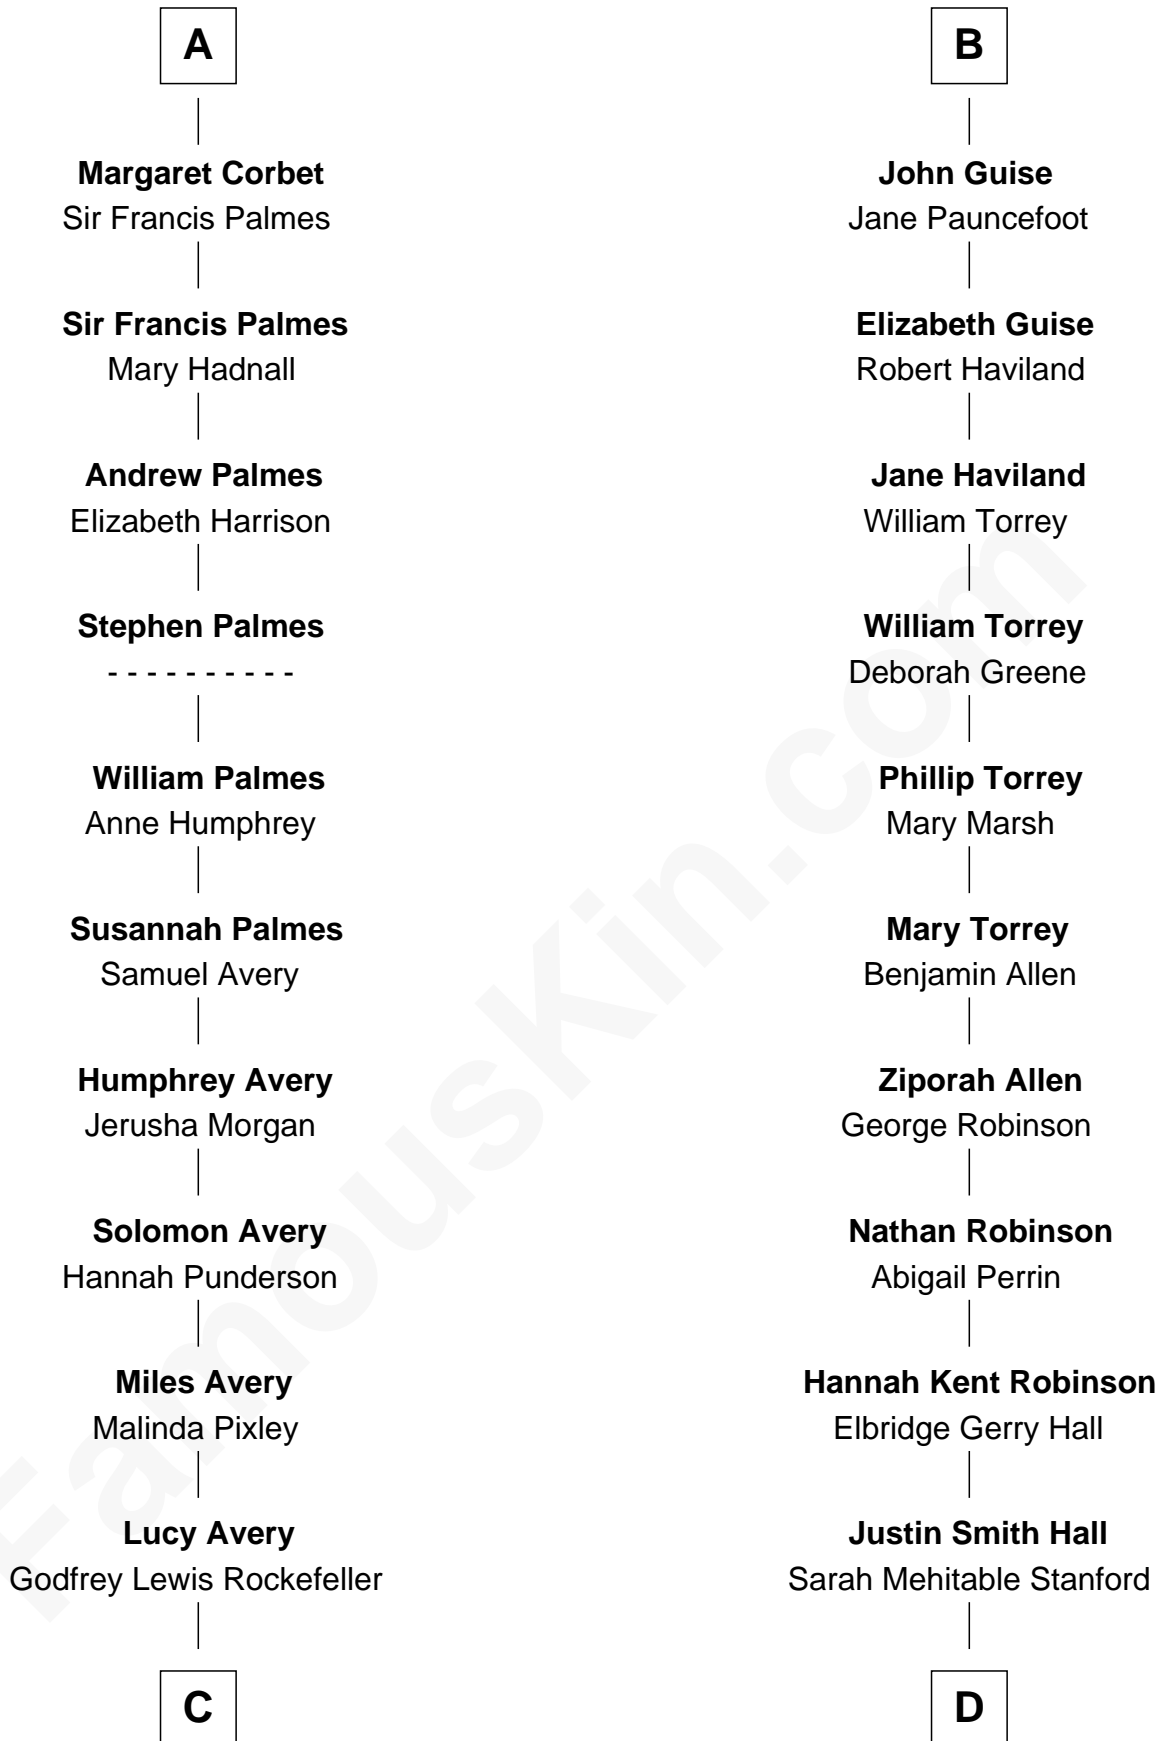 A
Margaret Corbet
Sir Francis Palmes
Sir Francis Palmes
Mary Hadnall
Andrew Palmes
Elizabeth Harrison
Stephen Palmes
- - - - - - - - - -
William Palmes
Anne Humphrey
Susannah Palmes
Samuel Avery
Humphrey Avery
Jerusha Morgan
Solomon Avery
Hannah Punderson
Miles Avery
Malinda Pixley
Lucy Avery
Godfrey Lewis Rockefeller
C
B
John Guise
Jane Pauncefoot
Elizabeth Guise
Robert Haviland
Jane Haviland
William Torrey
William Torrey
Deborah Greene
Phillip Torrey
Mary Marsh
Mary Torrey
Benjamin Allen
Ziporah Allen
George Robinson
Nathan Robinson
Abigail Perrin
Hannah Kent Robinson
Elbridge Gerry Hall
Justin Smith Hall
Sarah Mehitable Stanford
D
FamousKin.com